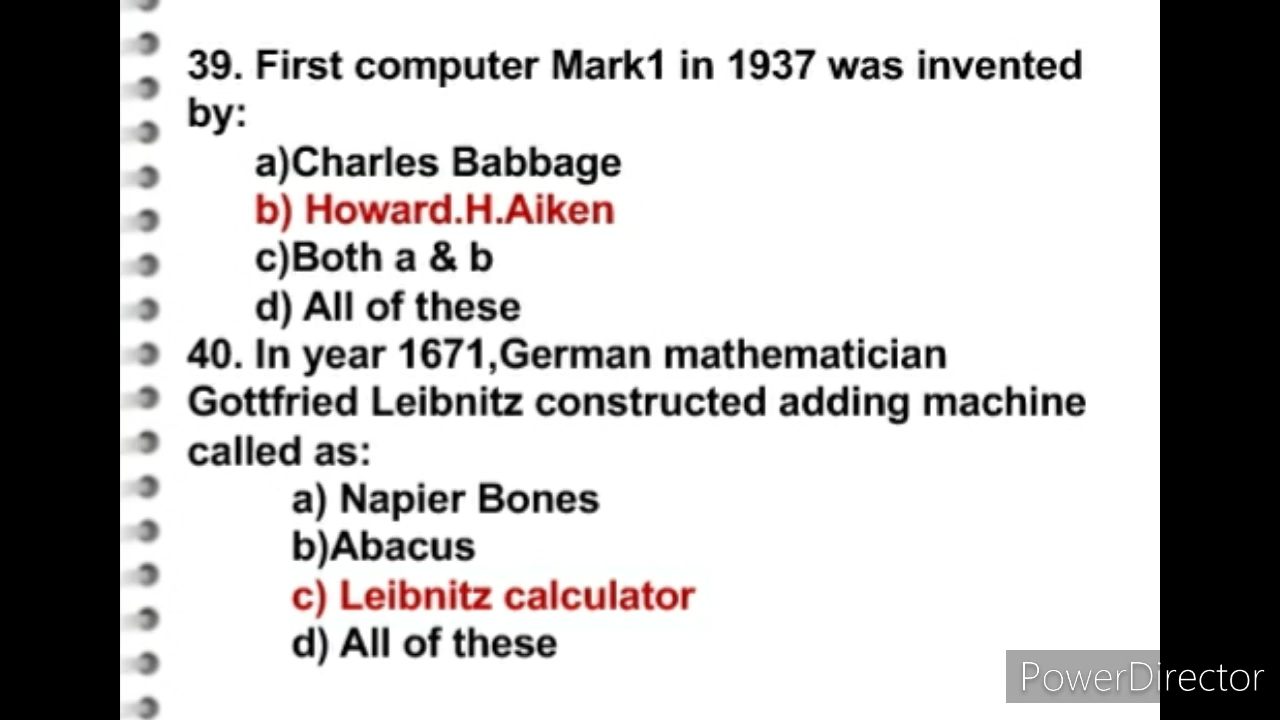 39. First computer Mark1 in 1937 was invented
by:
a)Charles Babbage
b) Howard.H.Aiken
c)Both a & b
d) All of these
40. In year 1671,German mathematician
Gottfried Leibnitz constructed adding machine
called as:
a) Napier Bones
b)Abacus
c) Leibnitz calculator
d) All of these
PowerDirector